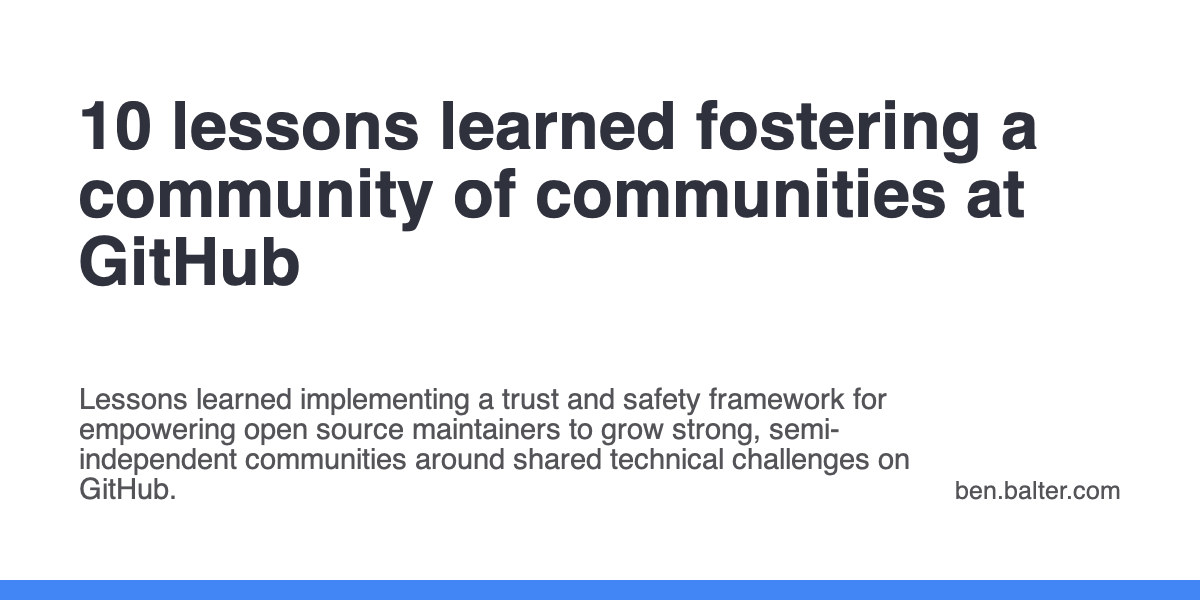 10 lessons learned fostering a
community of communities at
GitHub
Lessons learned implementing a trust and safety framework for
empowering open source maintainers to grow strong, semi-
independent communities around shared technical challenges on
GitHub.
ben.balter.com